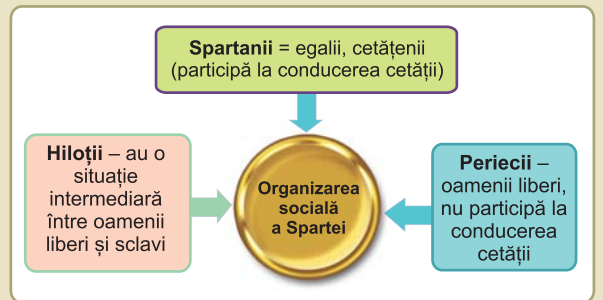 Spartanii = egalii, cetățenii
(participă la conducerea cetății)
Hiloții – au o
situație
intermediară
între oamenii
liberi și sclavi
Organizarea
socială
a Spartei
Periecii –
oamenii liberi,
nu participă la
conducerea
cetății